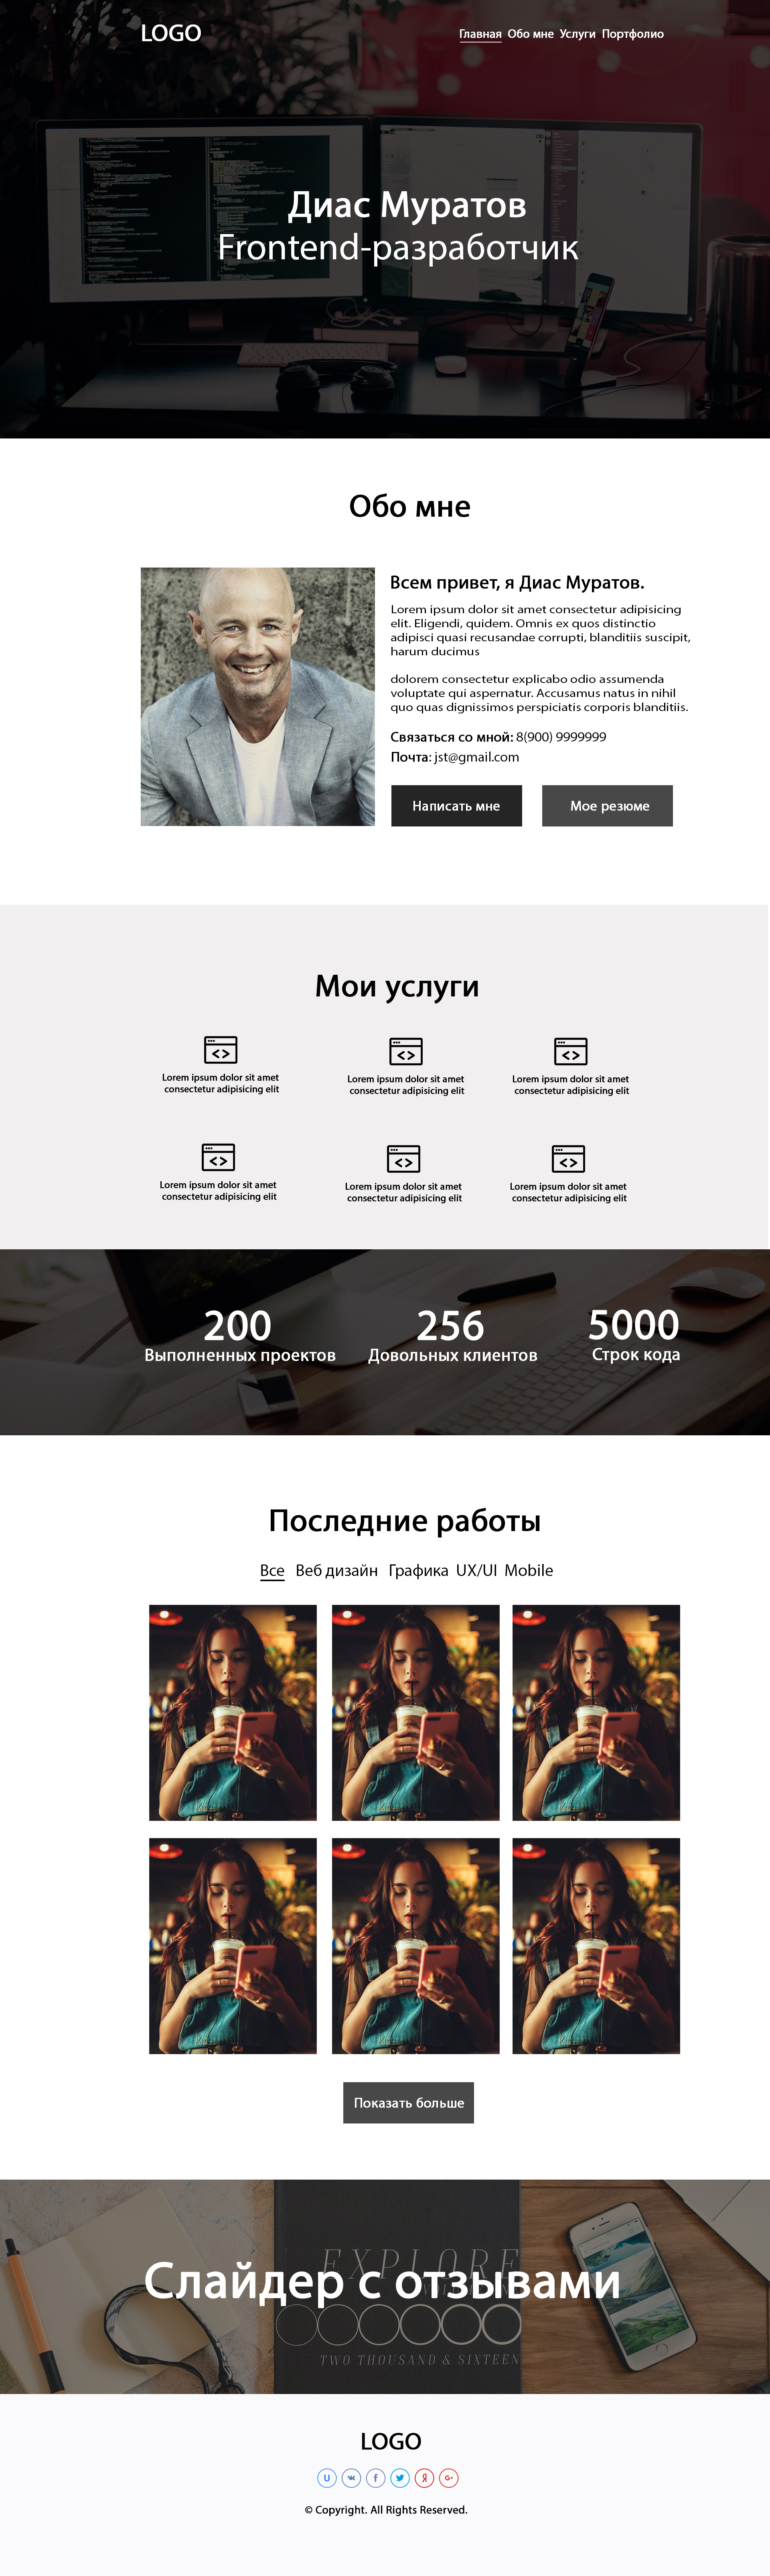 LOGO
Главная Обо мне Услуги Портфолио
Диас Муратов
Frontend-разработчик
Обо мне
Всем привет, я Диас Муратов.
Lorem ipsum dolor sit amet consectetur adipisicing
elit. Eligendi, quidem. Omnis ex quos distinctio
adipisci quasi recusandae corrupti, blanditiis suscipit,
harum ducimus
dolorem consectetur explicabo odio assumenda
voluptate qui aspernatur. Accusamus natus in nihil
quo quas dignissimos perspiciatis corporis blanditiis.
Связаться со мной: 8(900) 9999999
Почта: jst@gmail.com
Написать мне
Мое резюме
Мои услуги
Lorem ipsum dolor sit amet
consectetur adipisicing elit
Lorem ipsum dolor sit amet
consectetur adipisicing elit
Lorem ipsum dolor sit amet
consectetur adipisicing elit
Lorem ipsum dolor sit amet
consectetur adipisicing elit
Lorem ipsum dolor sit amet
consectetur adipisicing elit
Lorem ipsum dolor sit amet
consectetur adipisicing elit
200
Выполненных проектов
256
Довольных клиентов
5000
Строк кода
Последние работы
Все Веб дизайн Графика UX/UI Mobile
Показать больше
EXPLORE
Слайдер с отзывами
TWO THOUSAND & SIXTEEN
LOGO
© Copyright. All Rights Reserved.